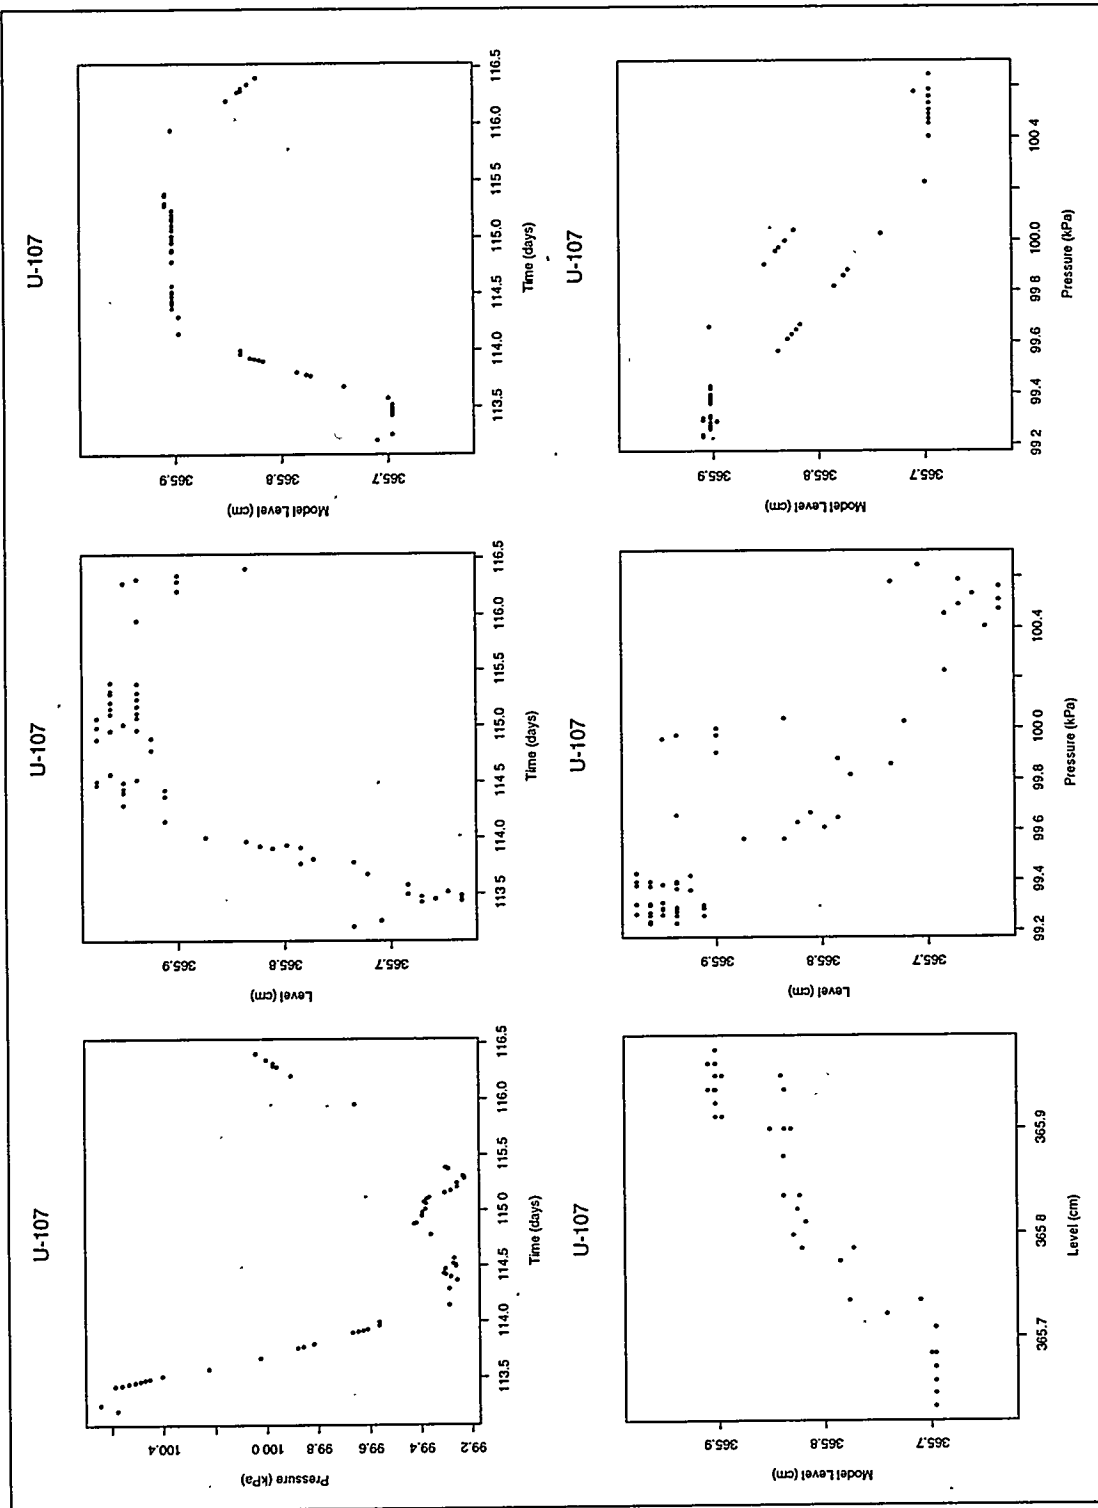 U-107
Pressure (kPa)
100.4
100.0
99.8
99.6
99.4
99.2
113.5 114.0 114.5 115.0 115.5 116.0 116.5
Time (days)
U-107
Level (cm)
365.9
365.8
365.7
113.5 114.0 114.5 115.0 115.5 116.0 116.5
Time (days)
U-107
Model Level (cm)
365.9
365.8
365.7
113.5 114.0 114.5 115.0 115.5 116.0 116.5
Time (days)
U-107
Model Level (cm)
365.9
365.8
365.7
365.7 365.8 365.9
Level (cm)
U-107
Level (cm)
365.9
365.8
365.7
99.2 99.4 99.6 99.8 100.0 100.4
Pressure (kPa)
U-107
Model Level (cm)
365.9
365.8
365.7
99.2 99.4 99.6 99.8 100.0 100.4
Pressure (kPa)